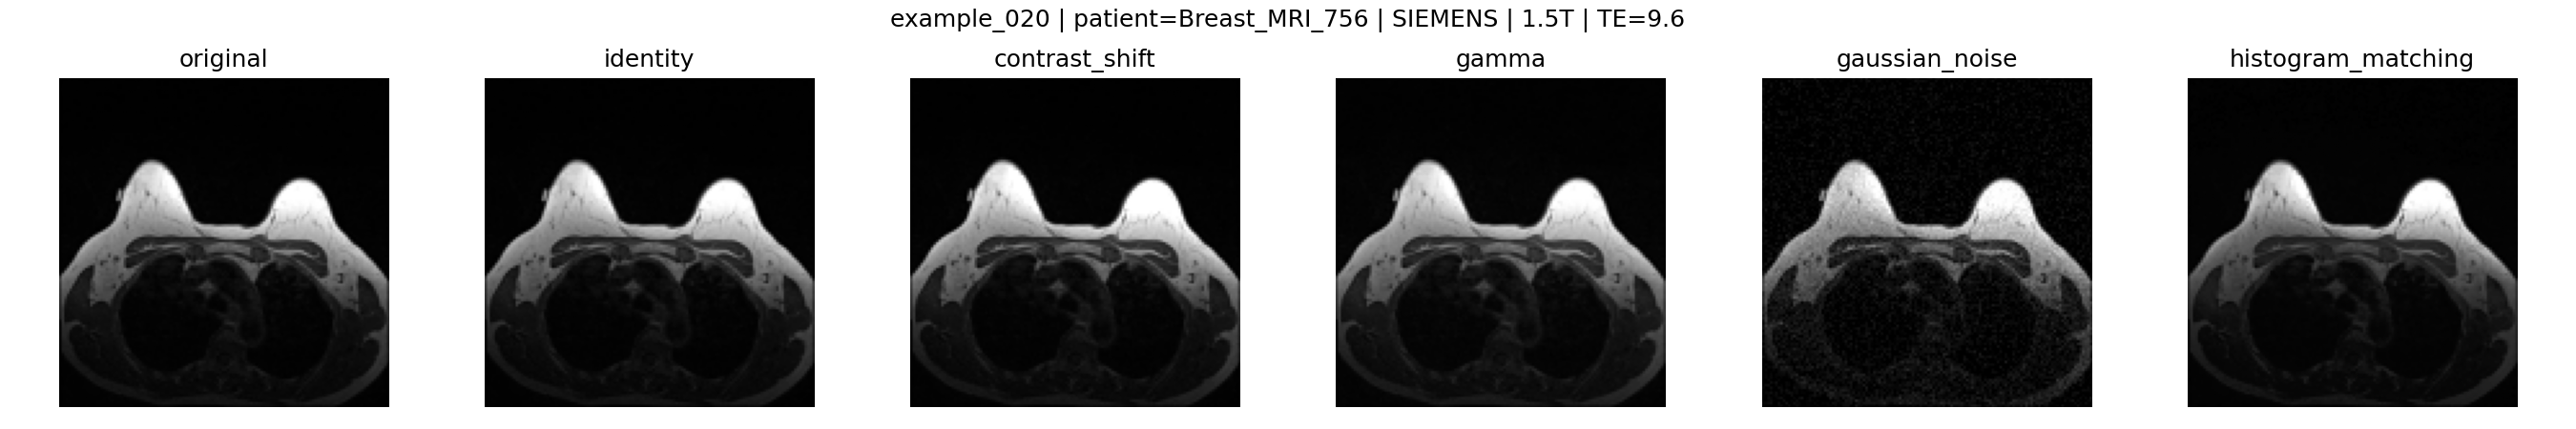 example_020 | patient=Breast_MRI_756 | SIEMENS | 1.5T | TE=9.6
original identity contrast_shift gamma gaussian_noise histogram_matching